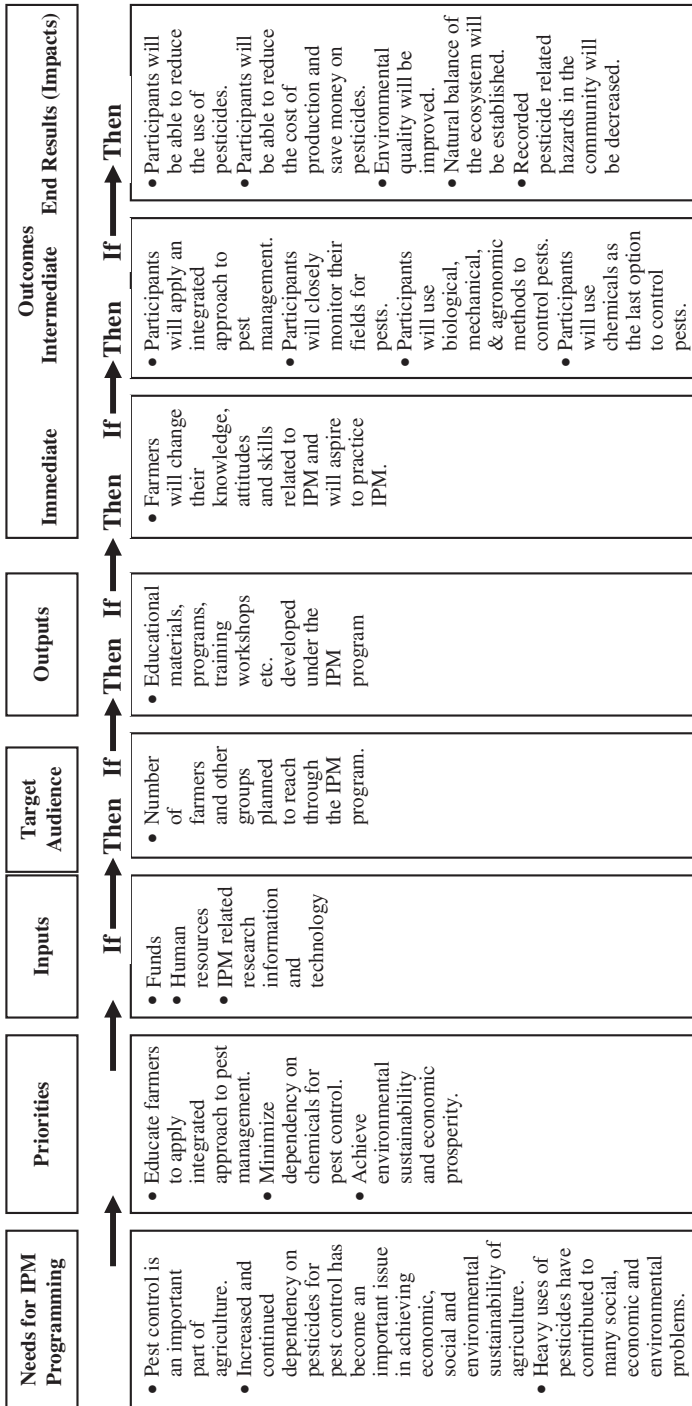 Needs for IPM
Programming
Priorities
Inputs
Target
Audience
Outputs
Outcomes
Immediate Intermediate End Results (Impacts)
If Then If Then If Then If Then If Then
• Pest control is
an important
part of
agriculture.
• Increased and
continued
dependency on
pesticides for
pest control has
become an
important issue
in achieving
economic,
social and
environmental
sustainability of
agriculture.
• Heavy uses of
pesticides have
contributed to
many social,
economic and
environmental
problems.
• Educate farmers
to apply
integrated
approach to pest
management.
• Minimize
dependency on
chemicals for
pest control.
• Achieve
environmental
sustainability
and economic
prosperity.
• Funds
• Human
resources
• IPM related
research
information
and
technology
• Number
of
farmers
and other
groups
planned
to reach
through
the IPM
program.
• Educational
materials,
programs,
training
workshops
etc.
developed
under the
IPM
program
• Farmers
will change
their
knowledge,
attitudes
and skills
related to
IPM and
will aspire
to practice
IPM.
• Participants
will apply an
integrated
approach to
pest
management.
• Participants
will closely
monitor their
fields for
pests.
• Participants
will use
biological,
mechanical,
& agronomic
methods to
control pests.
• Participants
will use
chemicals as
the last option
to control
pests.
• Participants will
be able to reduce
the use of
pesticides.
• Participants will
be able to reduce
the cost of
production and
save money on
pesticides.
• Environmental
quality will be
improved.
• Natural balance of
the ecosystem will
be established.
• Recorded
pesticide related
hazards in the
community will
be decreased.